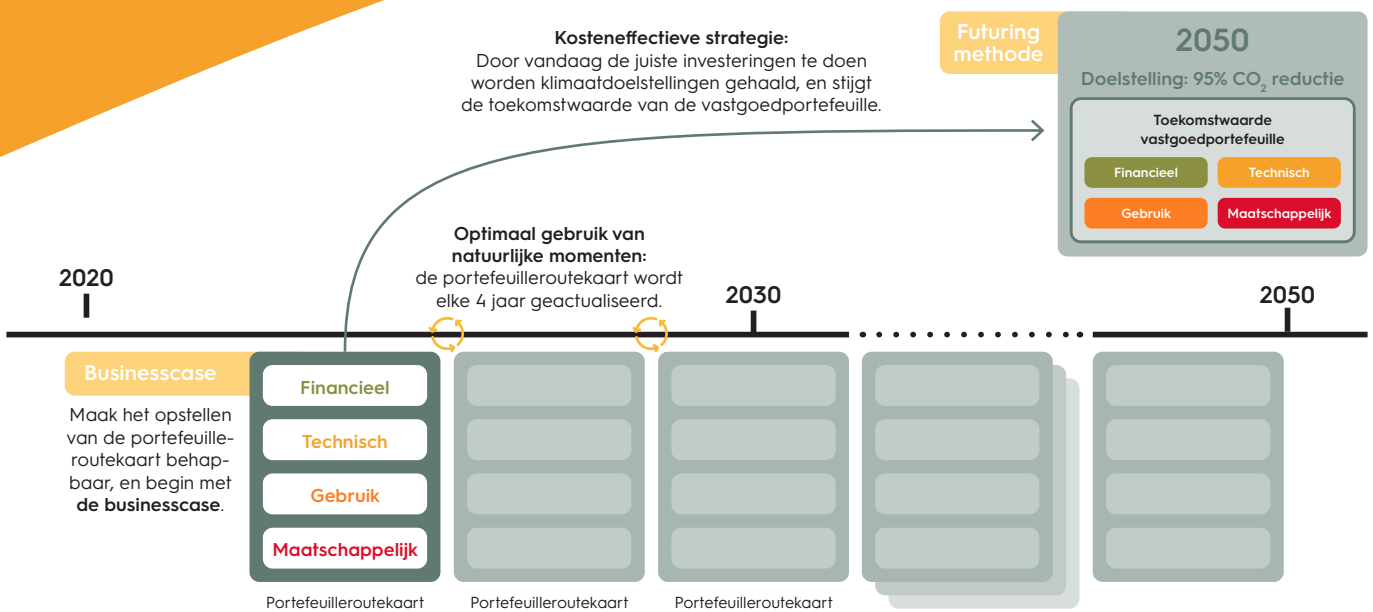 Kosteneffectieve strategie:
Door vandaag de juiste investeringen te doen
worden klimaatdoelstellingen gehaald, en stijgt
de toekomstwaarde van de vastgoedportefeuille.
Futuring
methode
2050
Doelstelling: 95% CO₂ reductie
Toekomstwaarde
vastgoedportefeuille
Financieel
Technisch
Gebruik
Maatschappelijk
Optimaal gebruik van
natuurlijke momenten:
de portefeuilleroutekaart wordt
elke 4 jaar geactualiseerd.
2020
2030
2050
Businesscase
Maak het opstellen
van de portefeuille-
routekaart behap-
baar, en begin met
de businesscase.
Financieel
Technisch
Gebruik
Maatschappelijk
Portefeuilleroutekaart
Portefeuilleroutekaart
Portefeuilleroutekaart